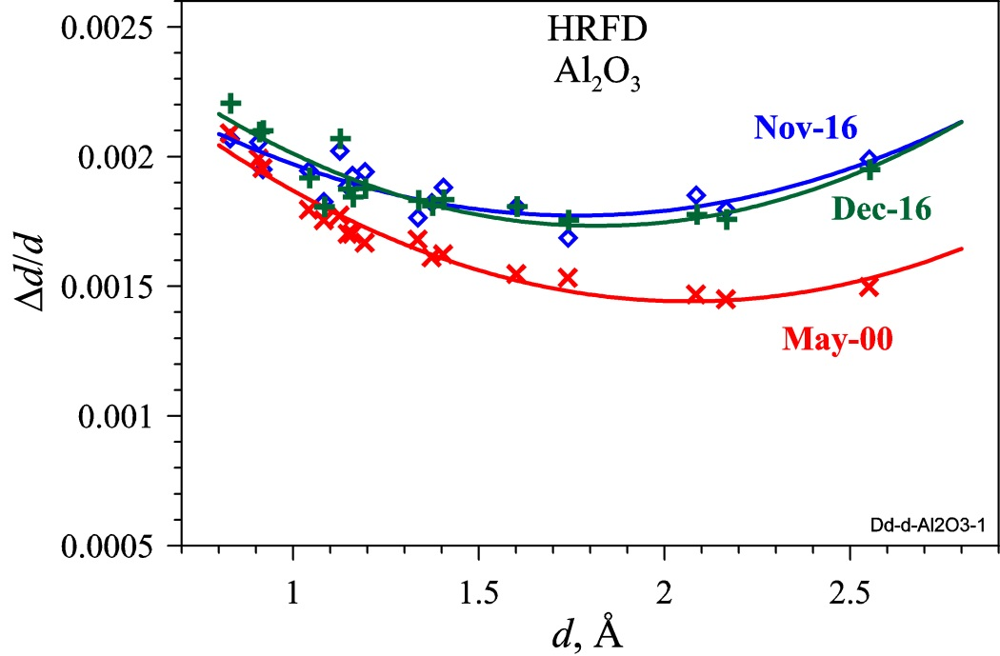 HRFD
Al₂O₃
0.0025
0.002
0.0015
0.001
0.0005
Δd/d
Nov-16
Dec-16
May-00
Dd-d-Al2O3-1
1
1.5
2
2.5
d, Å